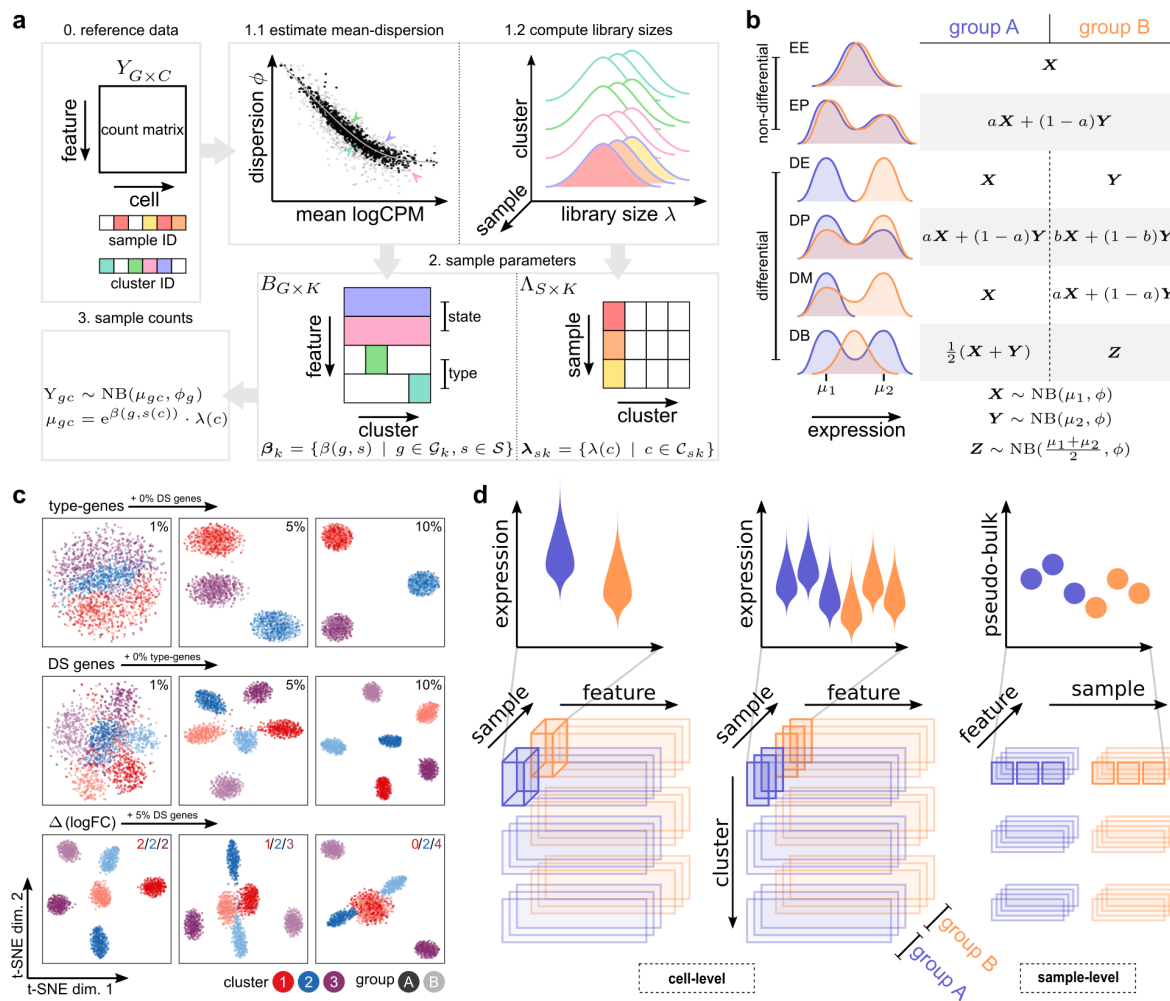 a
0. reference data
Y_{G×C}
feature
count matrix
cell
sample ID
cluster ID
1.1 estimate mean-dispersion
dispersion ϕ
mean logCPM
1.2 compute library sizes
cluster
sample
library size λ
2. sample parameters
B_{G×K}
feature
state
type
cluster
β_k = {β(g, s) | g ∈ G_k, s ∈ S}
Λ_{S×K}
sample
cluster
λ_{sk} = {λ(c) | c ∈ C_{sk}}
3. sample counts
Y_{gc} ∼ NB(μ_{gc}, ϕ_g)
μ_{gc} = e^{β(g,s(c))} · λ(c)
b
group A group B
non-differential
differential
EE X
EP aX + (1 − a)Y
DE X Y
DP aX + (1 − a)Y bX + (1 − b)Y
DM X aX + (1 − a)Y
DB ½(X + Y) Z
μ_1 μ_2
expression
X ∼ NB(μ_1, ϕ)
Y ∼ NB(μ_2, ϕ)
Z ∼ NB((μ_1+μ_2)/2, ϕ)
c
type-genes + 0% DS genes
1% 5% 10%
DS genes + 0% type-genes
1% 5% 10%
Δ(logFC) + 5% DS genes
2/2/2 1/2/3 0/2/4
t-SNE dim. 2
t-SNE dim. 1
cluster 1 2 3 group A B
d
expression
expression
pseudo-bulk
sample
feature
sample
feature
feature
sample
cluster
group B
group A
cell-level
sample-level